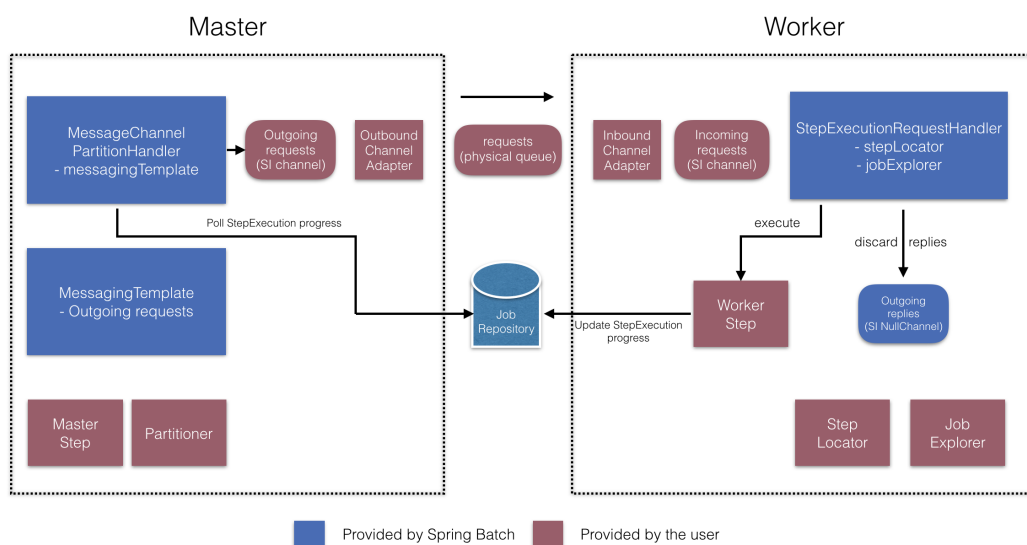 Master
Worker
MessageChannel
PartitionHandler
- messagingTemplate
Outgoing
requests
(SI channel)
Outbound
Channel
Adapter
requests
(physical queue)
Inbound
Channel
Adapter
Incoming
requests
(SI channel)
StepExecutionRequestHandler
- stepLocator
- jobExplorer
Poll StepExecution progress
execute
discard
replies
MessagingTemplate
- Outgoing requests
Job
Repository
Update StepExecution
progress
Worker
Step
Outgoing
replies
(SI NullChannel)
Master
Step
Partitioner
Step
Locator
Job
Explorer
Provided by Spring Batch
Provided by the user